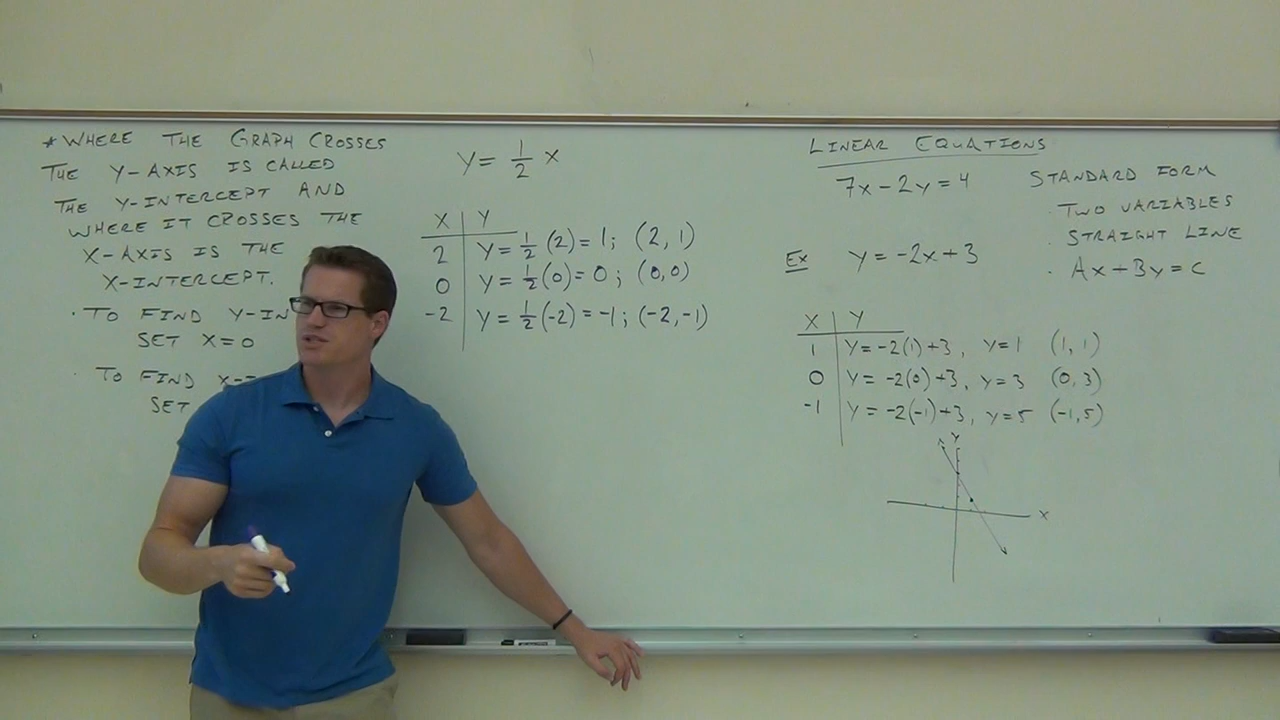 *WHERE THE GRAPH CROSSES
THE Y-AXIS IS CALLED
THE Y-INTERCEPT AND
WHERE IT CROSSES THE
X-AXIS IS THE
X-INTERCEPT.
· TO FIND Y-IN
SET X=0
· TO FIND X-I
SET
y = 1/2 x
X Y
2 Y = 1/2 (2) = 1; (2, 1)
0 Y = 1/2 (0) = 0; (0,0)
-2 Y = 1/2 (-2) = -1; (-2,-1)
LINEAR EQUATIONS
7x-2y=4
STANDARD FORM
· TWO VARIABLES
· STRAIGHT LINE
· Ax+By=C
Ex y=-2x+3
X Y
1 Y=-2(1)+3, Y=1 (1,1)
0 Y=-2(0)+3, Y=3 (0,3)
-1 Y=-2(-1)+3, Y=5 (-1,5)
Y
X